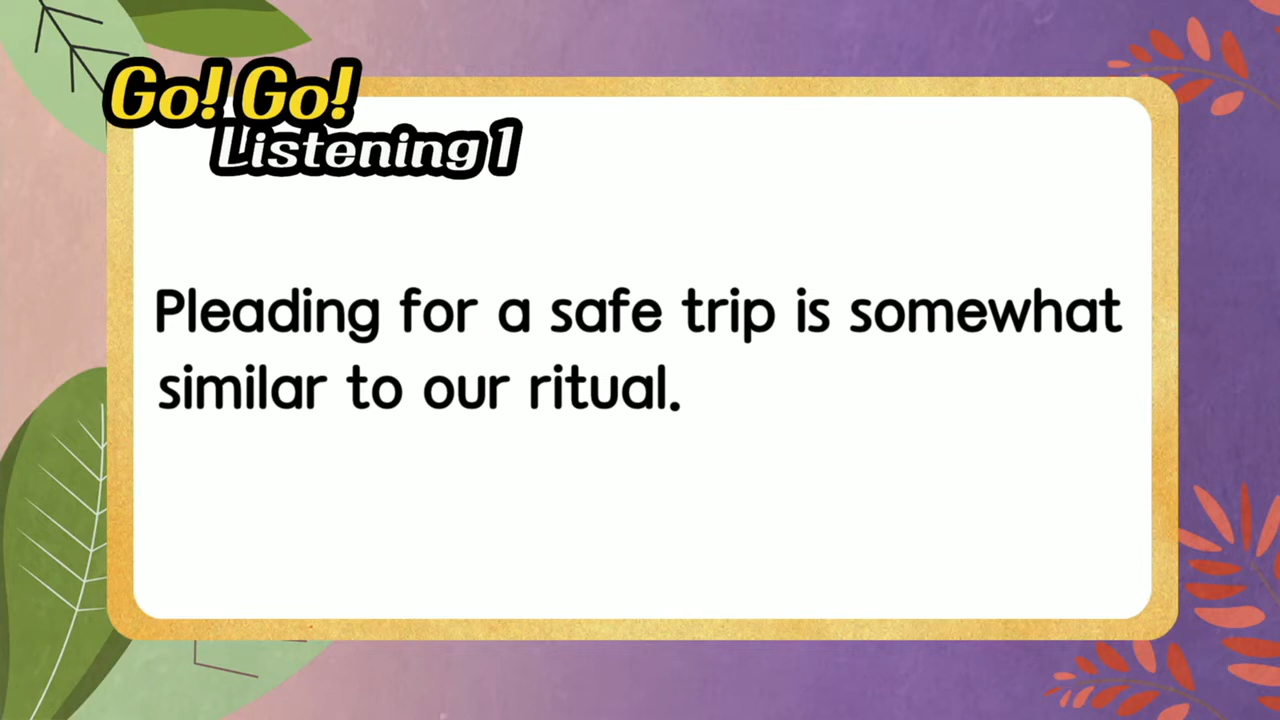 Go! Go!
Listening 1
Pleading for a safe trip is somewhat
similar to our ritual.